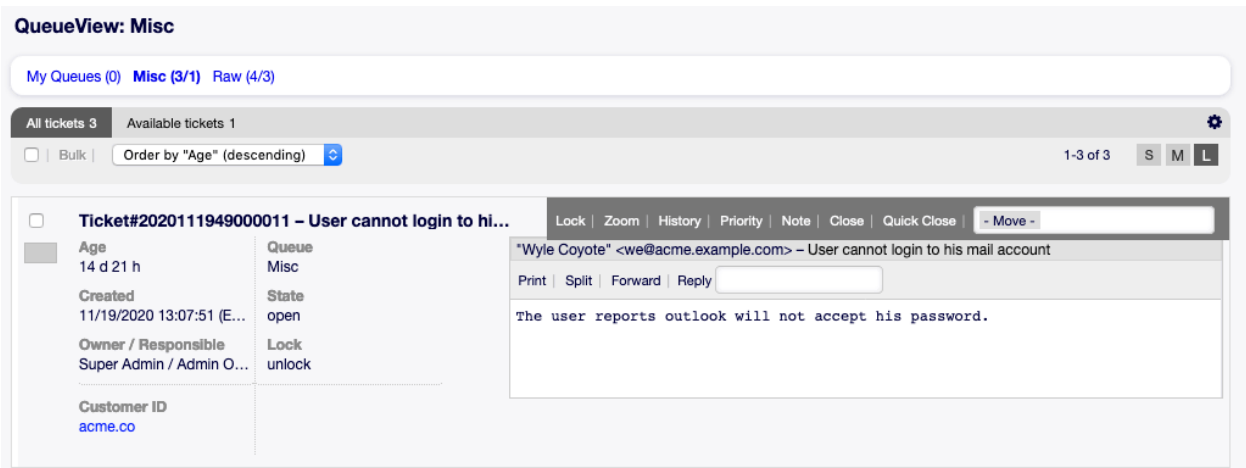 QueueView: Misc
My Queues (0) Misc (3/1) Raw (4/3)
All tickets 3 Available tickets 1
| Bulk | Order by "Age" (descending) 1-3 of 3 S M L
Ticket#2020111949000011 – User cannot login to hi... Lock | Zoom | History | Priority | Note | Close | Quick Close | - Move -
Age Queue
14 d 21 h Misc
Created State
11/19/2020 13:07:51 (E... open
Owner / Responsible Lock
Super Admin / Admin O... unlock
Customer ID
acme.co
"Wyle Coyote" <we@acme.example.com> – User cannot login to his mail account
Print | Split | Forward | Reply
The user reports outlook will not accept his password.